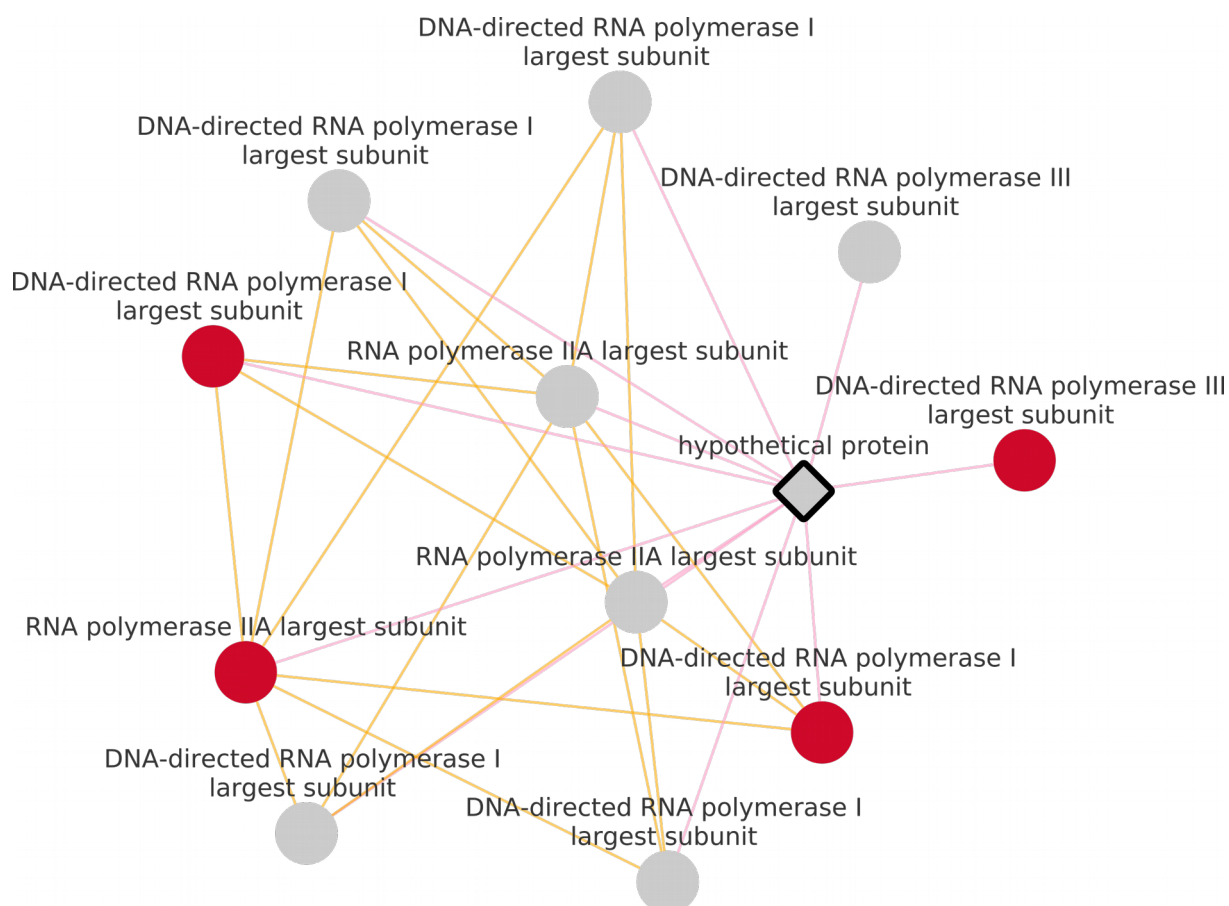 DNA-directed RNA polymerase I
largest subunit
DNA-directed RNA polymerase I
largest subunit
DNA-directed RNA polymerase III
largest subunit
DNA-directed RNA polymerase I
largest subunit
RNA polymerase IIA largest subunit
DNA-directed RNA polymerase III
largest subunit
hypothetical protein
RNA polymerase IIA largest subunit
RNA polymerase IIA largest subunit
DNA-directed RNA polymerase I
largest subunit
DNA-directed RNA polymerase I
largest subunit
DNA-directed RNA polymerase I
largest subunit